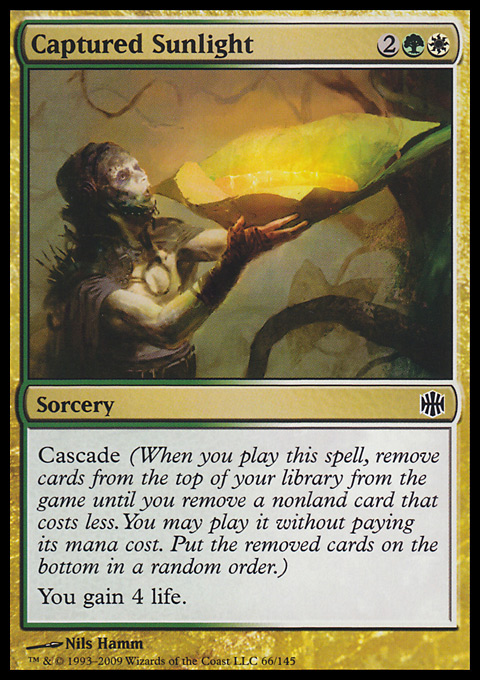 Captured Sunlight 2
Sorcery
Cascade (When you play this spell, remove
cards from the top of your library from the
game until you remove a nonland card that
costs less. You may play it without paying
its mana cost. Put the removed cards on the
bottom in a random order.)
You gain 4 life.
Nils Hamm
™ & © 1993–2009 Wizards of the Coast LLC 66/145